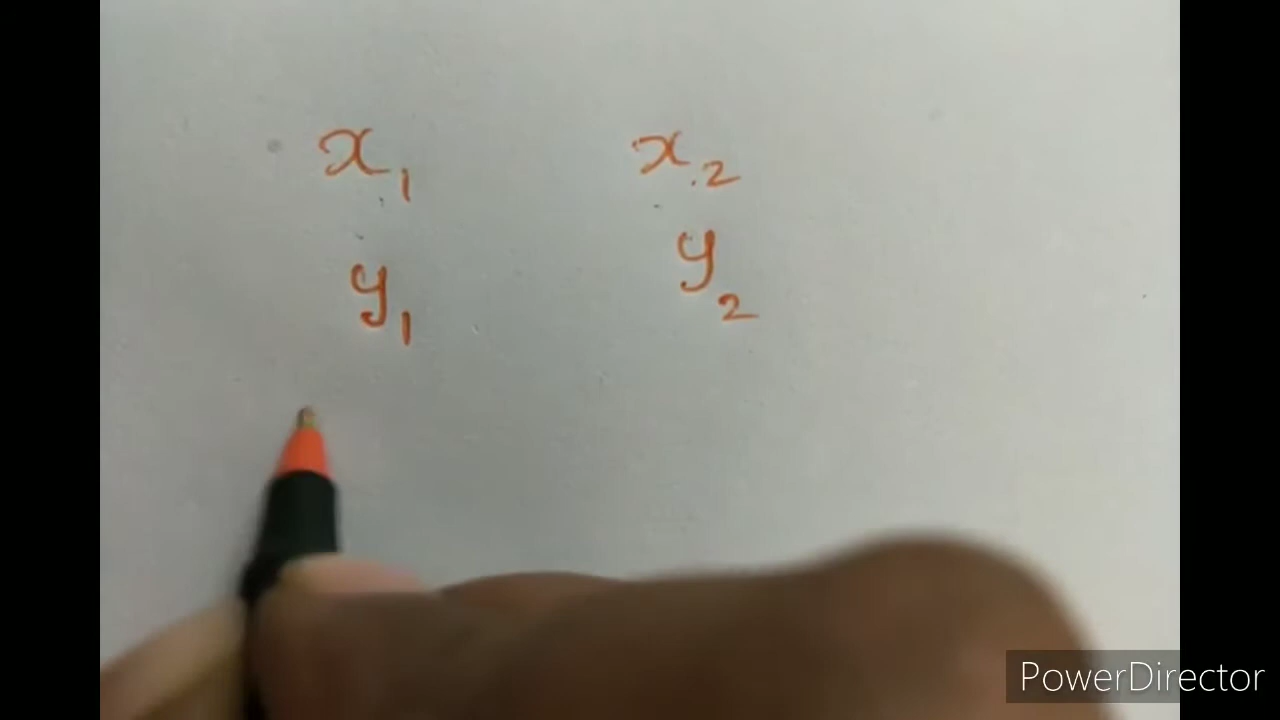 x₁ x₂
y₁ y₂
PowerDirector